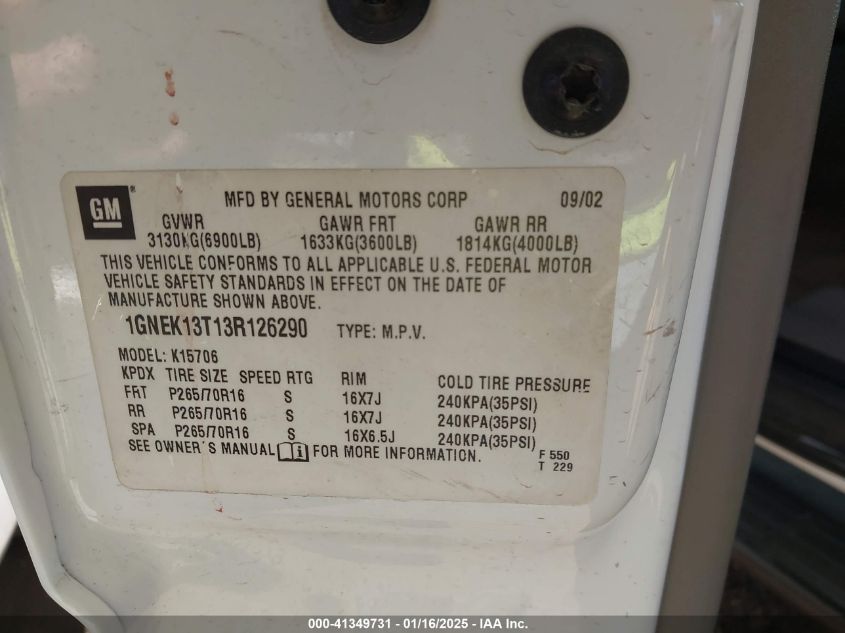 GM®
MFD BY GENERAL MOTORS CORP 09/02
GVWR GAWR FRT GAWR RR
3130KG(6900LB) 1633KG(3600LB) 1814KG(4000LB)
THIS VEHICLE CONFORMS TO ALL APPLICABLE U.S. FEDERAL MOTOR
VEHICLE SAFETY STANDARDS IN EFFECT ON THE DATE OF
MANUFACTURE SHOWN ABOVE.
1GNEK13T13R126290 TYPE: M.P.V.
MODEL: K15706
KPDX TIRE SIZE SPEED RTG RIM COLD TIRE PRESSURE
FRT P265/70R16 S 16X7J 240KPA(35PSI)
RR P265/70R16 S 16X7J 240KPA(35PSI)
SPA P265/70R16 S 16X6.5J 240KPA(35PSI)
SEE OWNER'S MANUAL FOR MORE INFORMATION.
F 550
T 229
000-41349731 - 01/16/2025 - IAA Inc.